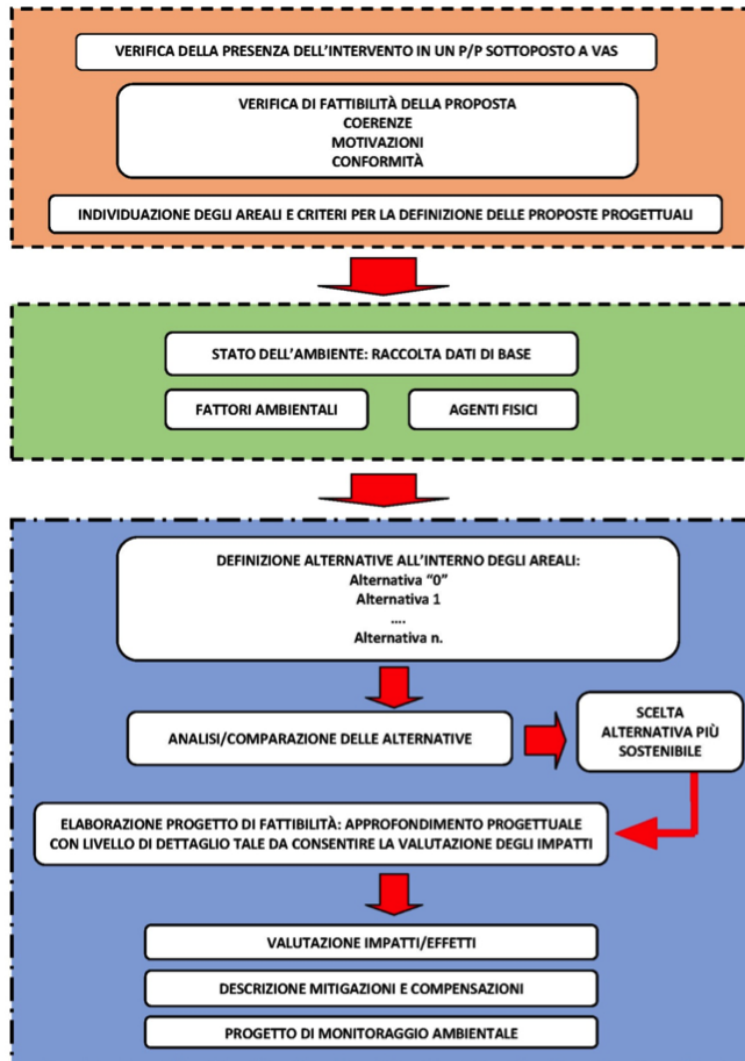 VERIFICA DELLA PRESENZA DELL'INTERVENTO IN UN P/P SOTTOPOSTO A VAS
VERIFICA DI FATTIBILITÀ DELLA PROPOSTA
COERENZE
MOTIVAZIONI
CONFORMITÀ
INDIVIDUAZIONE DEGLI AREALI E CRITERI PER LA DEFINIZIONE DELLE PROPOSTE PROGETTUALI
STATO DELL'AMBIENTE: RACCOLTA DATI DI BASE
FATTORI AMBIENTALI
AGENTI FISICI
DEFINIZIONE ALTERNATIVE ALL'INTERNO DEGLI AREALI:
Alternativa "0"
Alternativa 1
....
Alternativa n.
ANALISI/COMPARAZIONE DELLE ALTERNATIVE
SCELTA
ALTERNATIVA PIÙ
SOSTENIBILE
ELABORAZIONE PROGETTO DI FATTIBILITÀ: APPROFONDIMENTO PROGETTUALE
CON LIVELLO DI DETTAGLIO TALE DA CONSENTIRE LA VALUTAZIONE DEGLI IMPATTI
VALUTAZIONE IMPATTI/EFFETTI
DESCRIZIONE MITIGAZIONI E COMPENSAZIONI
PROGETTO DI MONITORAGGIO AMBIENTALE